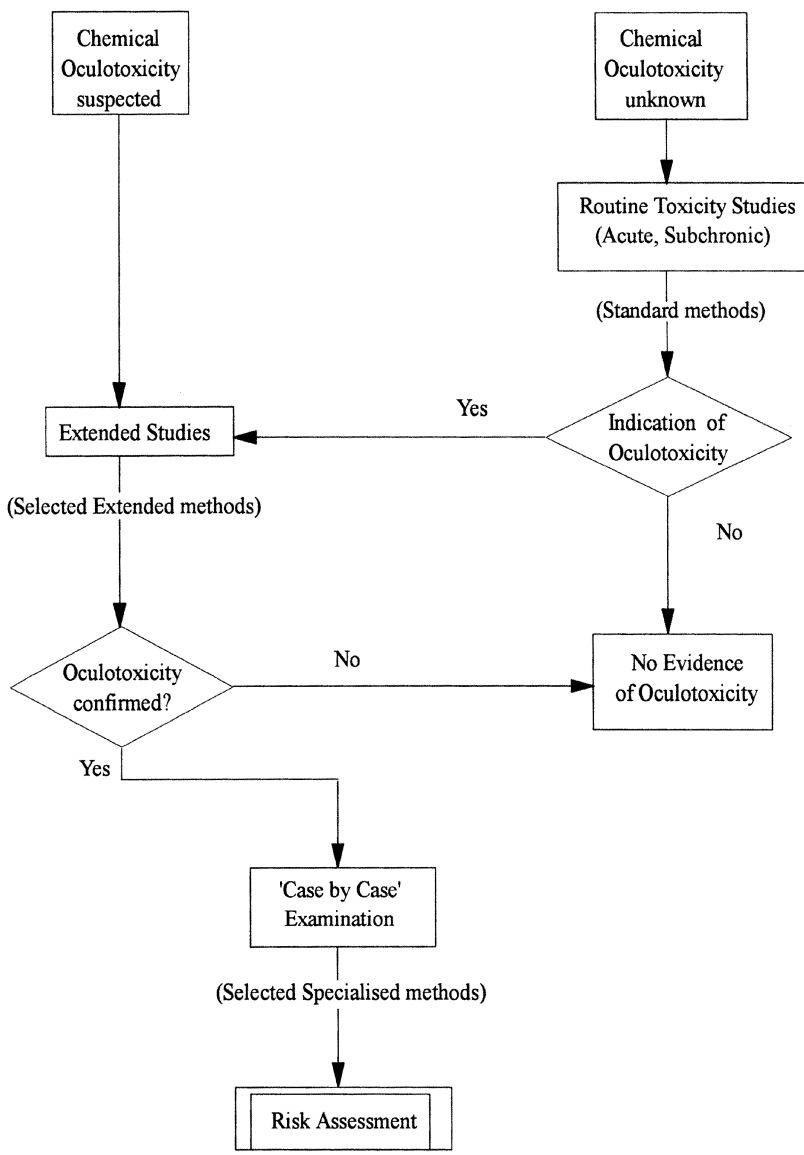 Chemical
Oculotoxicity
suspected
Chemical
Oculotoxicity
unknown
Routine Toxicity Studies
(Acute, Subchronic)
(Standard methods)
Yes
Indication of
Oculotoxicity
Extended Studies
(Selected Extended methods)
No
Oculotoxicity
confirmed?
No
No Evidence
of Oculotoxicity
Yes
'Case by Case'
Examination
(Selected Specialised methods)
Risk Assessment